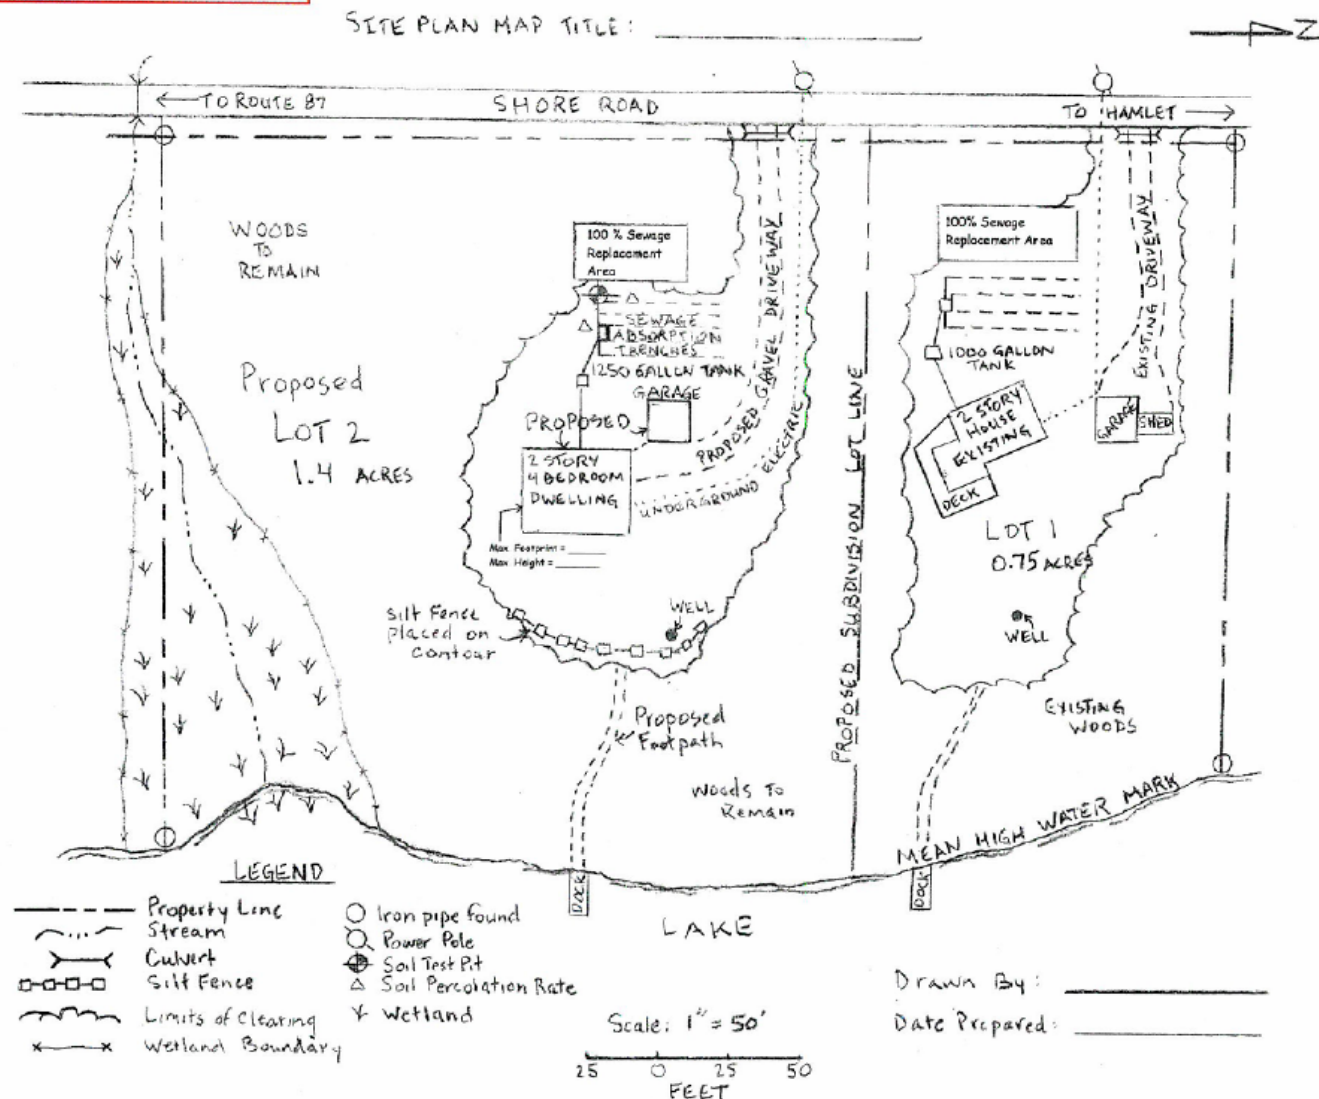 SITE PLAN MAP TITLE:
Z
TO ROUTE 87
SHORE ROAD
TO HAMLET
WOODS
TO
REMAIN
Proposed
LOT 2
1.4 ACRES
100 % Sewage
Replacement
Area
SEWAGE
ABSORPTION
TRENCHES
1250 GALLON TANK
GARAGE
PROPOSED
2 STORY
4 BEDROOM
DWELLING
Max Footprint =
Max Height =
PROPOSED GRAVEL DRIVEWAY
UNDERGROUND ELECTRIC
Silt Fence
placed on
contour
WELL
Proposed
Footpath
Woods To
Remain
DOCK
PROPOSED SUBDIVISION LOT LINE
100% Sewage
Replacement Area
EXISTING DRIVEWAY
1000 GALLON
TANK
2 STORY
HOUSE
EXISTING
DECK
GARAGE
SHED
LOT 1
0.75 ACRES
WELL
EXISTING
WOODS
MEAN HIGH WATER MARK
DOCK
LAKE
LEGEND
Property Line
Stream
Culvert
Silt Fence
Limits of Clearing
Wetland Boundary
Iron pipe found
Power Pole
Soil Test Pit
Soil Percolation Rate
Wetland
Scale: 1" = 50'
25 0 25 50
FEET
Drawn By:
Date Prepared: